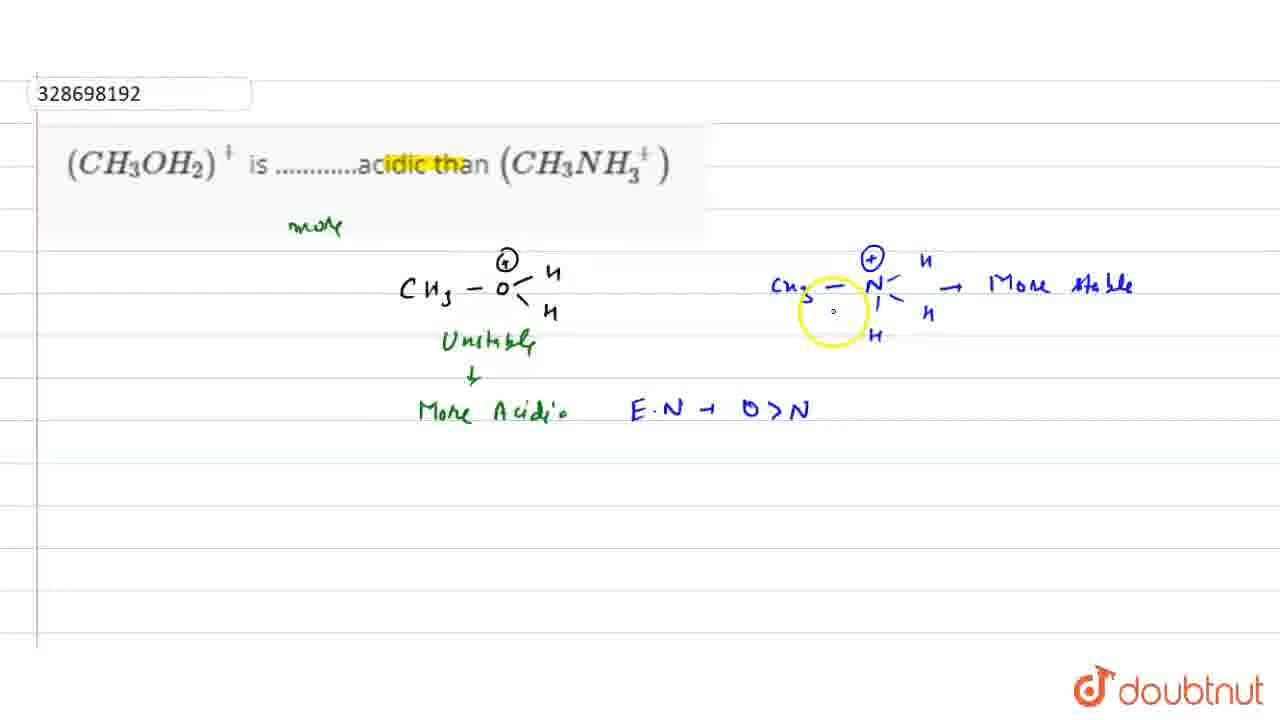 328698192
(CH₃OH₂)⁺ is ............acidic than (CH₃NH₃⁺)
more
CH₃ – O⊕ H H
CH₃ – N⊕ H H H → More stable
Unstable
↓
More Acidic E.N → O > N
doubtnut